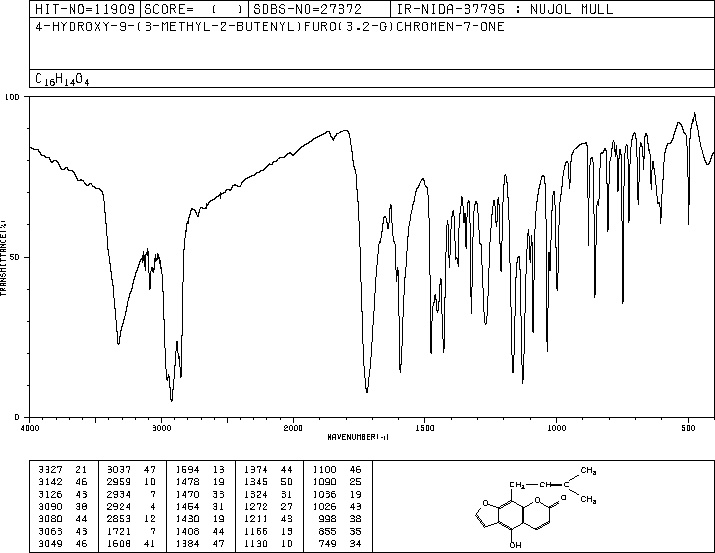 HIT-NO=11909 SCORE= ( ) SDBS-NO=27372 IR-NIDA-37795 : NUJOL MULL
4-HYDROXY-9-(3-METHYL-2-BUTENYL)FURO(3.2-G)CHROMEN-7-ONE
C16H14O4
100
50
0
TRANSMITTANCE(%)
4000 3000 2000 1500 1000 500
WAVENUMBER(-1)
3327 21 3037 47 1594 13 1374 44 1100 46
3142 46 2959 10 1478 19 1345 50 1090 25
3126 43 2934 7 1470 33 1324 31 1036 19
3090 38 2924 4 1454 31 1272 27 1026 43
3080 44 2853 12 1430 19 1211 43 998 38
3063 43 1721 7 1408 44 1166 13 855 35
3049 46 1608 41 1384 47 1130 10 749 34
CH3
CH2 CH C
CH3
O O O
OH